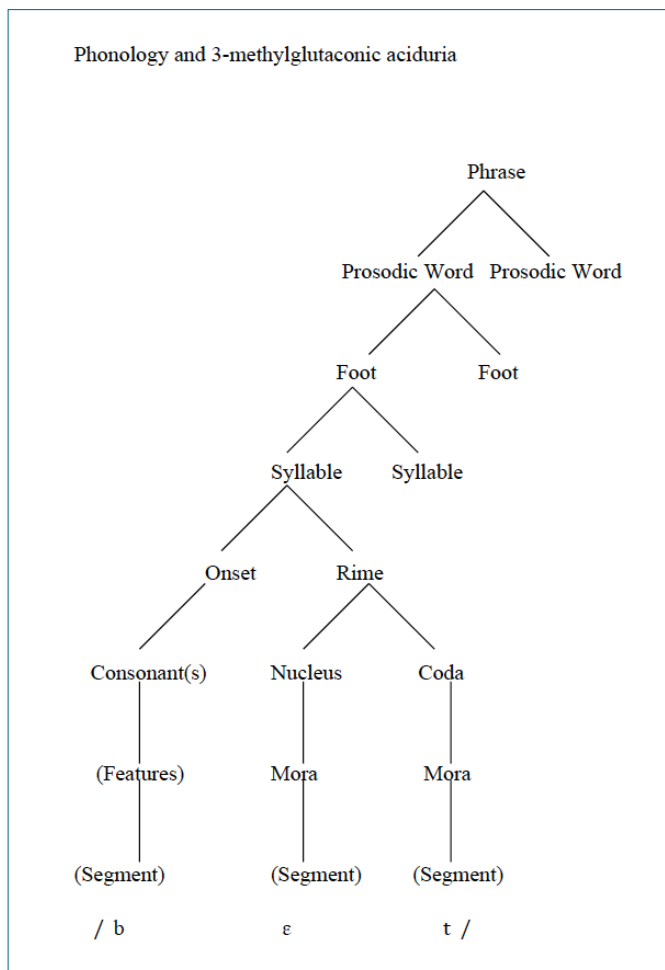 Phonology and 3-methylglutaconic aciduria
Phrase
Prosodic Word Prosodic Word
Foot Foot
Syllable Syllable
Onset Rime
Consonant(s) Nucleus Coda
(Features) Mora Mora
(Segment) (Segment) (Segment)
/ b ɛ t /